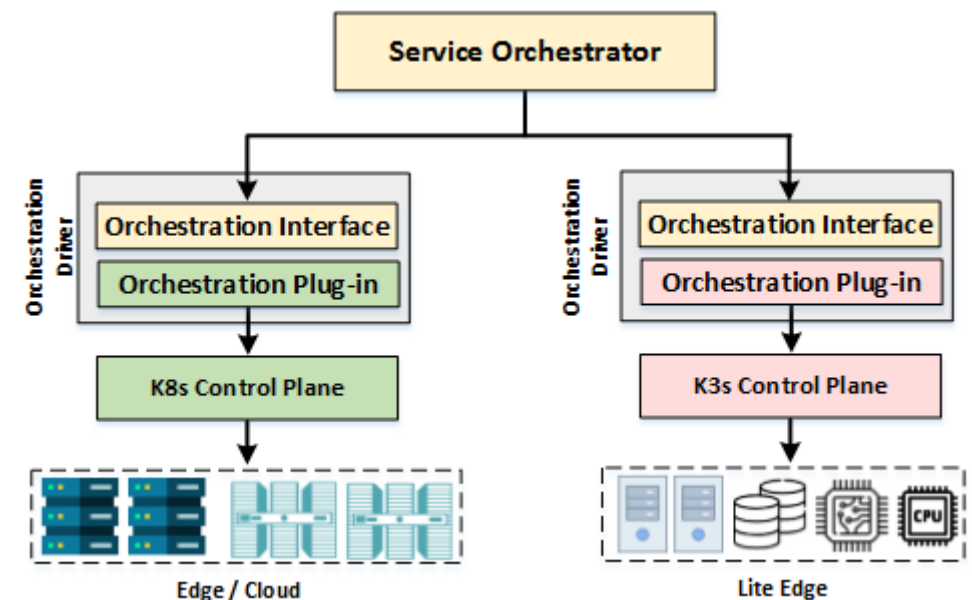 Service Orchestrator
Orchestration
Driver
Orchestration Interface
Orchestration Plug-in
K8s Control Plane
Edge / Cloud
Orchestration
Driver
Orchestration Interface
Orchestration Plug-in
K3s Control Plane
CPU
Lite Edge